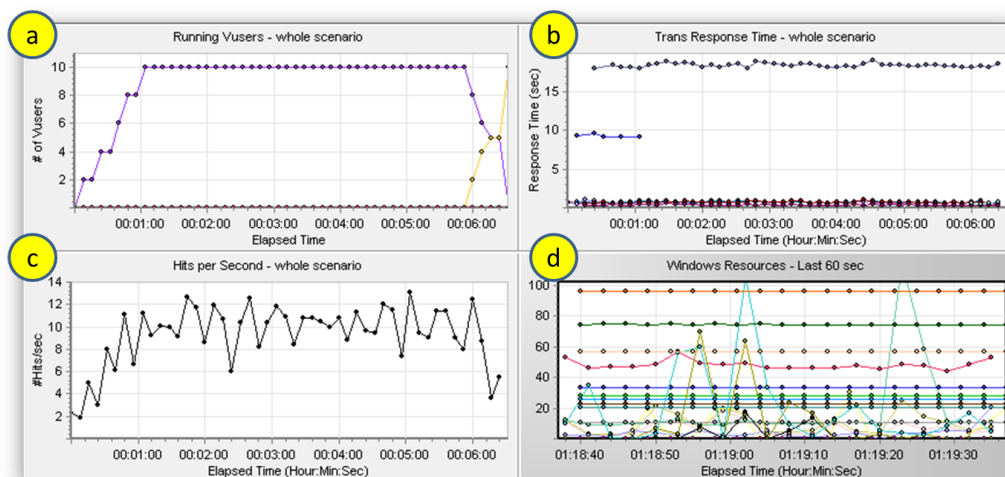 a
Running Vusers - whole scenario
# of Vusers
10
8
6
4
2
00:01:00 00:02:00 00:03:00 00:04:00 00:05:00 00:06:00
Elapsed Time
b
Trans Response Time - whole scenario
Response Time (sec)
15
10
5
00:01:00 00:02:00 00:03:00 00:04:00 00:05:00 00:06:00
Elapsed Time (Hour:Min:Sec)
c
Hits per Second - whole scenario
#Hits/sec
14
12
10
8
6
4
2
00:01:00 00:02:00 00:03:00 00:04:00 00:05:00 00:06:00
Elapsed Time (Hour:Min:Sec)
d
Windows Resources - Last 60 sec
100
80
60
40
20
01:18:40 01:18:50 01:19:00 01:19:10 01:19:20 01:19:30
Elapsed Time (Hour:Min:Sec)